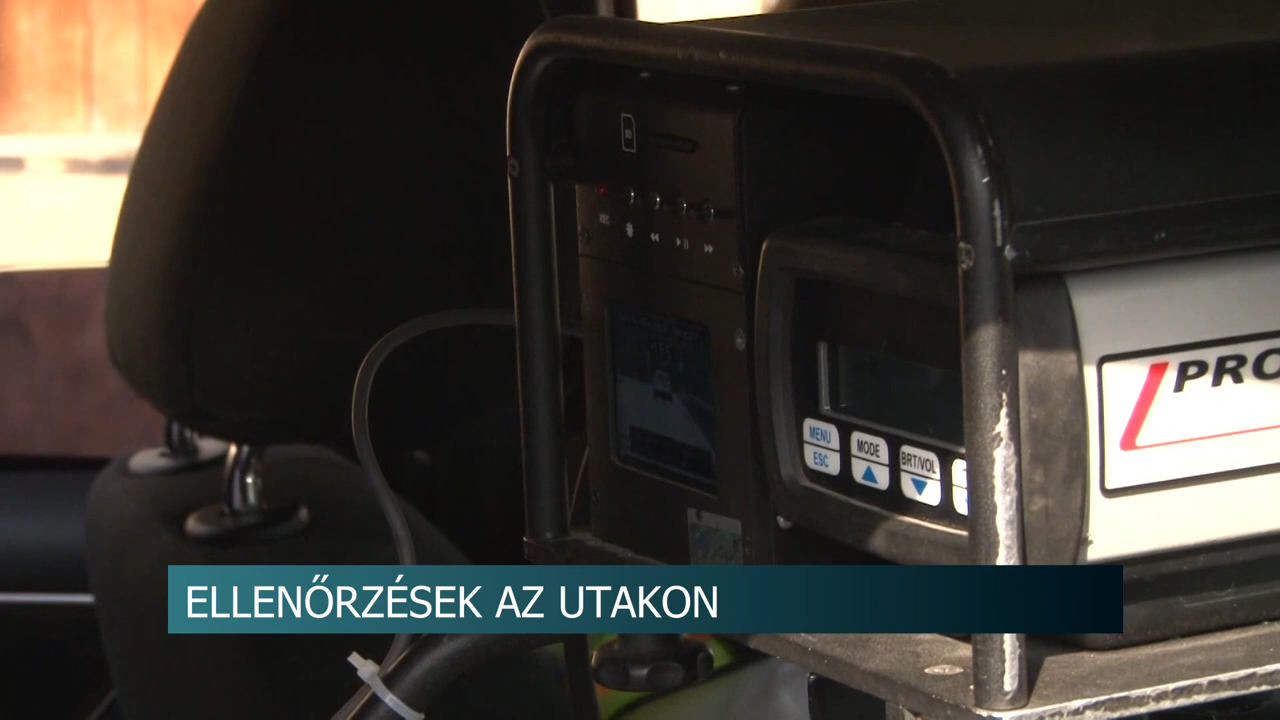 REC
PRO
MENU
ESC
MODE
BRT/VOL
ELLENŐRZÉSEK AZ UTAKON